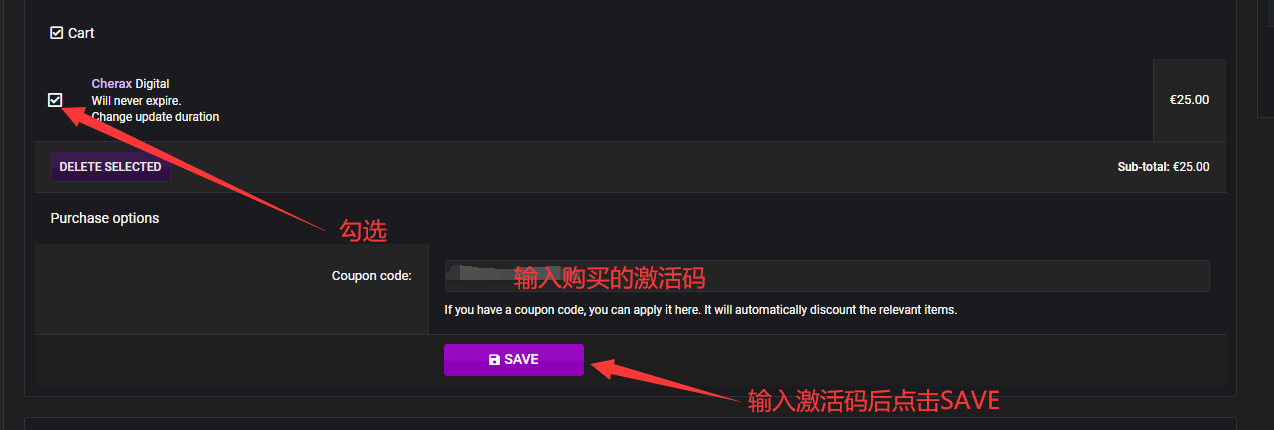 Cart
Cherax Digital
Will never expire.
Change update duration
€25.00
DELETE SELECTED
Sub-total: €25.00
Purchase options
勾选
Coupon code:
输入购买的激活码
If you have a coupon code, you can apply it here. It will automatically discount the relevant items.
SAVE
输入激活码后点击SAVE